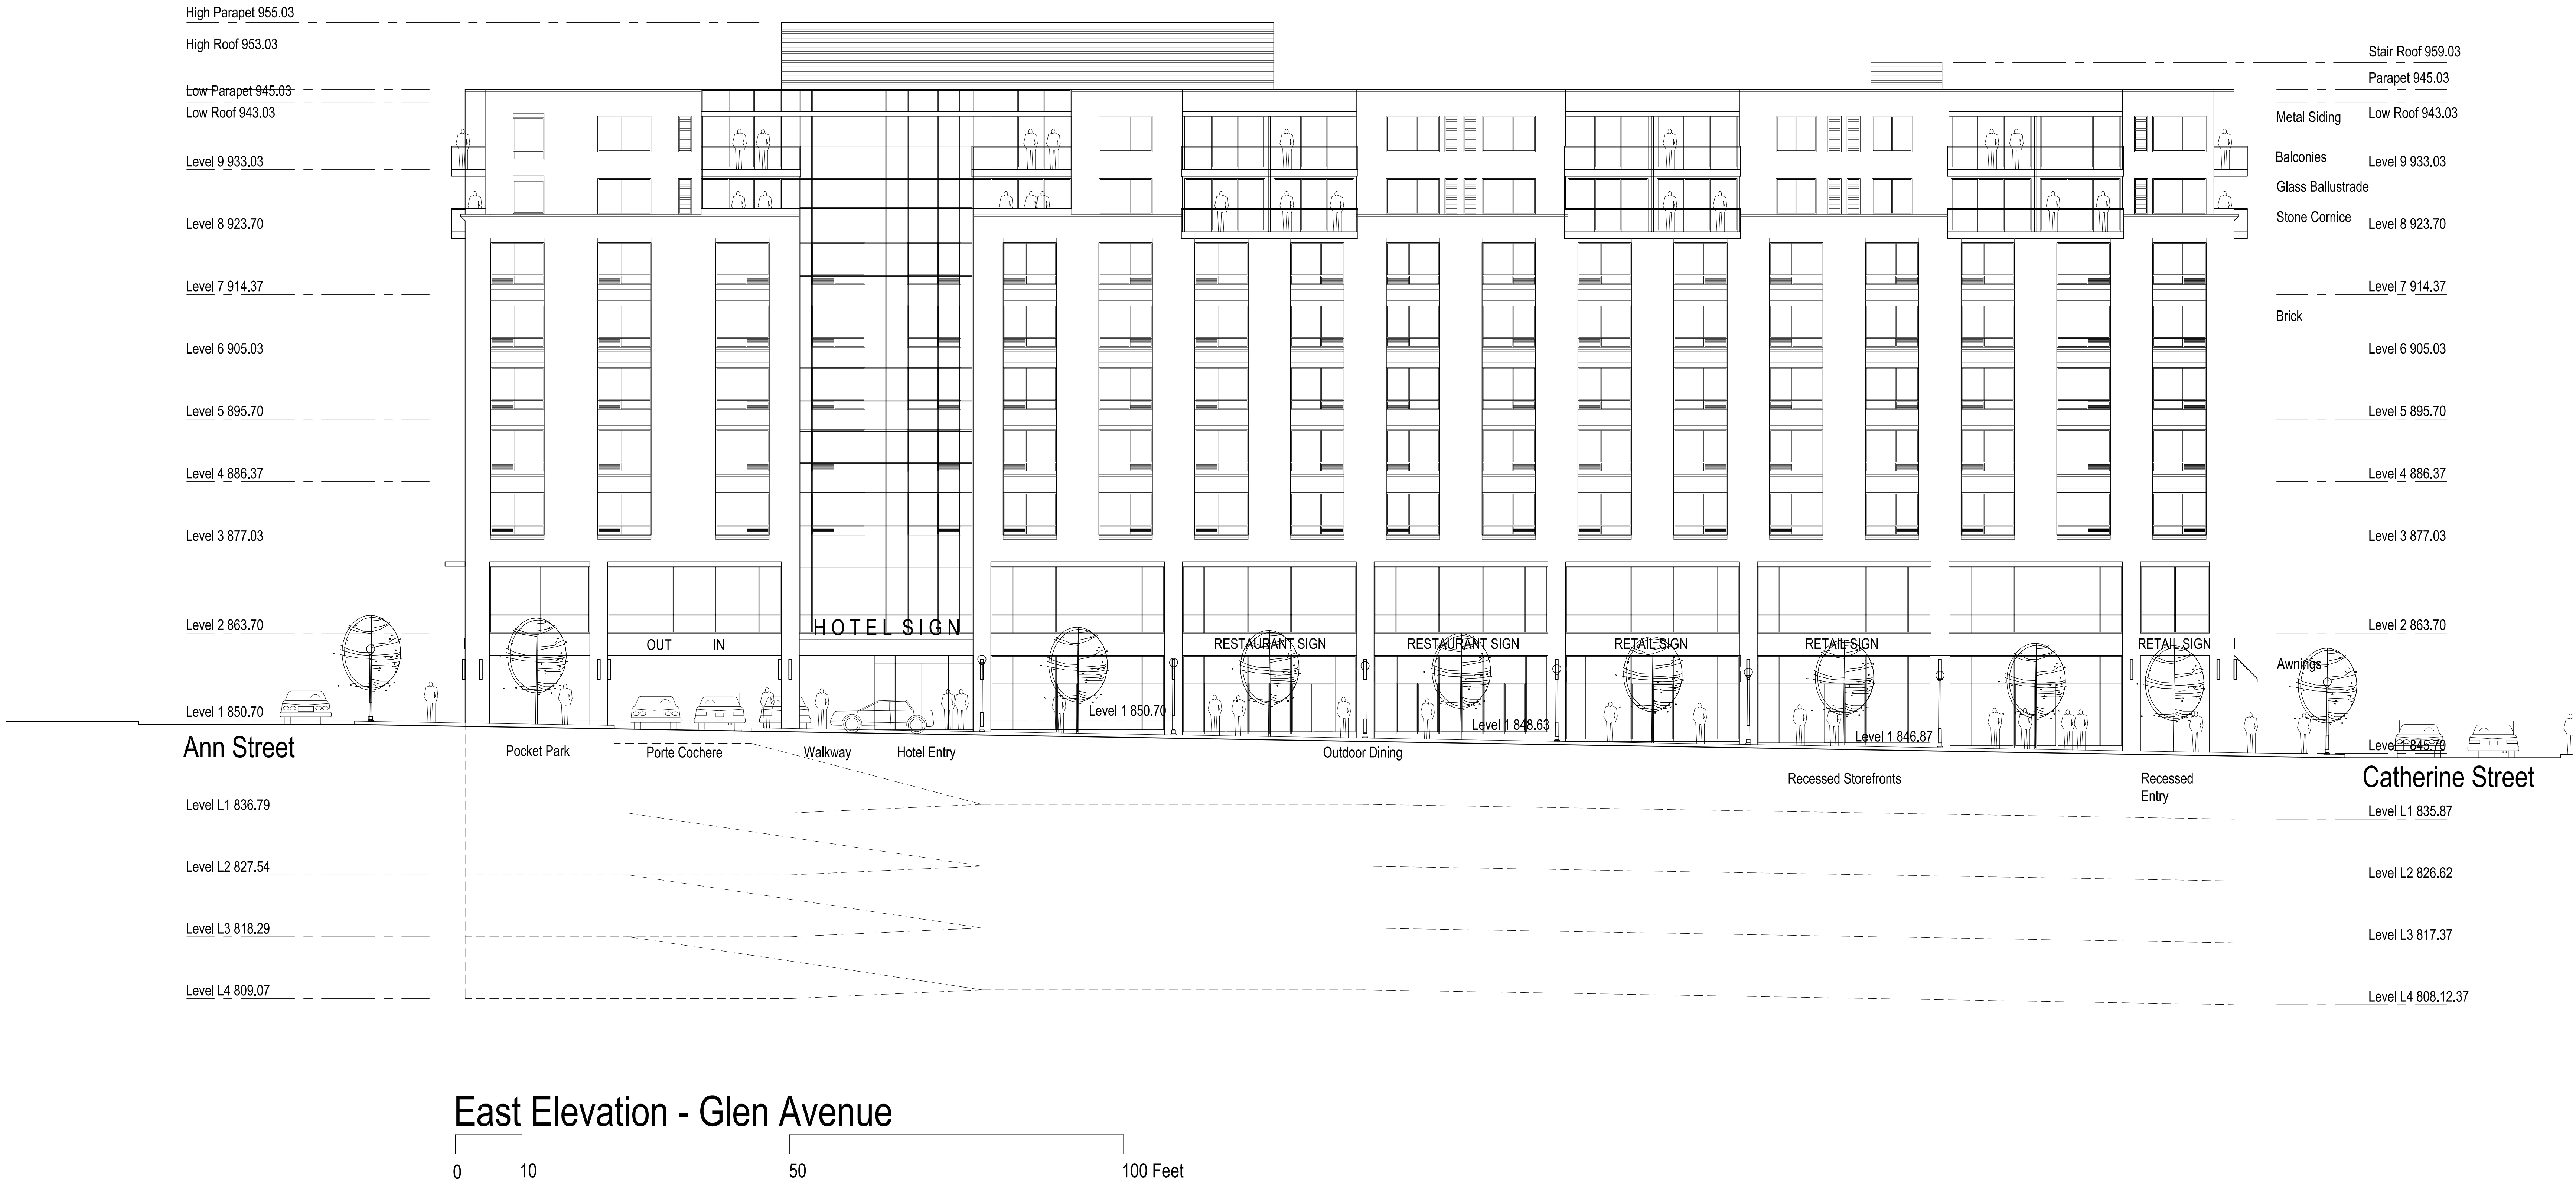 High Parapet 955.03
High Roof 953.03
Low Parapet 945.03
Low Roof 943.03
Level 9 933.03
Level 8 923.70
Level 7 914.37
Level 6 905.03
Level 5 895.70
Level 4 886.37
Level 3 877.03
Level 2 863.70
Level 1 850.70
Ann Street
Level L1 836.79
Level L2 827.54
Level L3 818.29
Level L4 809.07
OUT IN
HOTEL SIGN
RESTAURANT SIGN
RESTAURANT SIGN
RETAIL SIGN
RETAIL SIGN
RETAIL SIGN
Level 1 850.70
Level 1 848.63
Level 1 846.87
Pocket Park
Porte Cochere
Walkway
Hotel Entry
Outdoor Dining
Recessed Storefronts
Recessed
Entry
Stair Roof 959.03
Parapet 945.03
Metal Siding
Low Roof 943.03
Balconies
Level 9 933.03
Glass Ballustrade
Stone Cornice
Level 8 923.70
Level 7 914.37
Brick
Level 6 905.03
Level 5 895.70
Level 4 886.37
Level 3 877.03
Level 2 863.70
Awnings
Level 1 845.70
Catherine Street
Level L1 835.87
Level L2 826.62
Level L3 817.37
Level L4 808.12.37
East Elevation - Glen Avenue
0 10 50 100 Feet